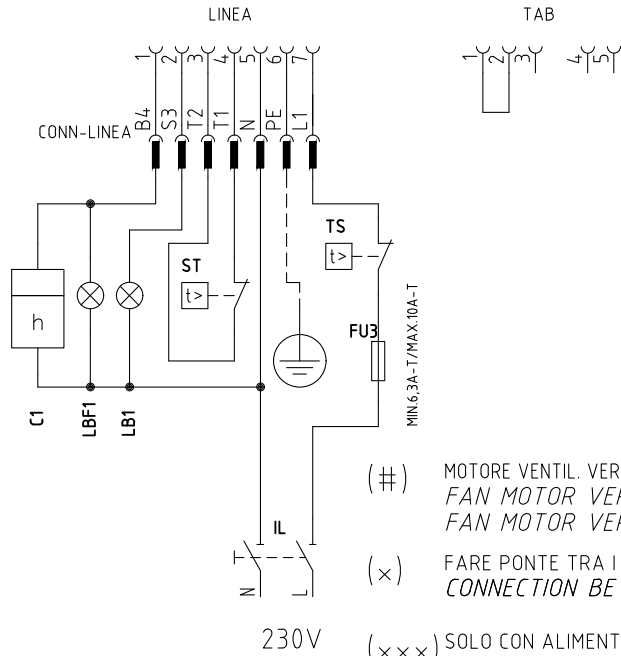 LINEA
TAB
1 2 3 4 5 6 7
1 2 3 4 5
CONN-LINEA B4 S3 T2 T1 N PE L1
TS
t>
ST
t>
h
FU3
MIN.6,3A-T/MAX.10A-T
C1
LBF1
LB1
(#) MOTORE VENTIL. VER
FAN MOTOR VER
FAN MOTOR VER
IL
(×) FARE PONTE TRA I
CONNECTION BE
N L
230V
(×××) SOLO CON ALIMENT